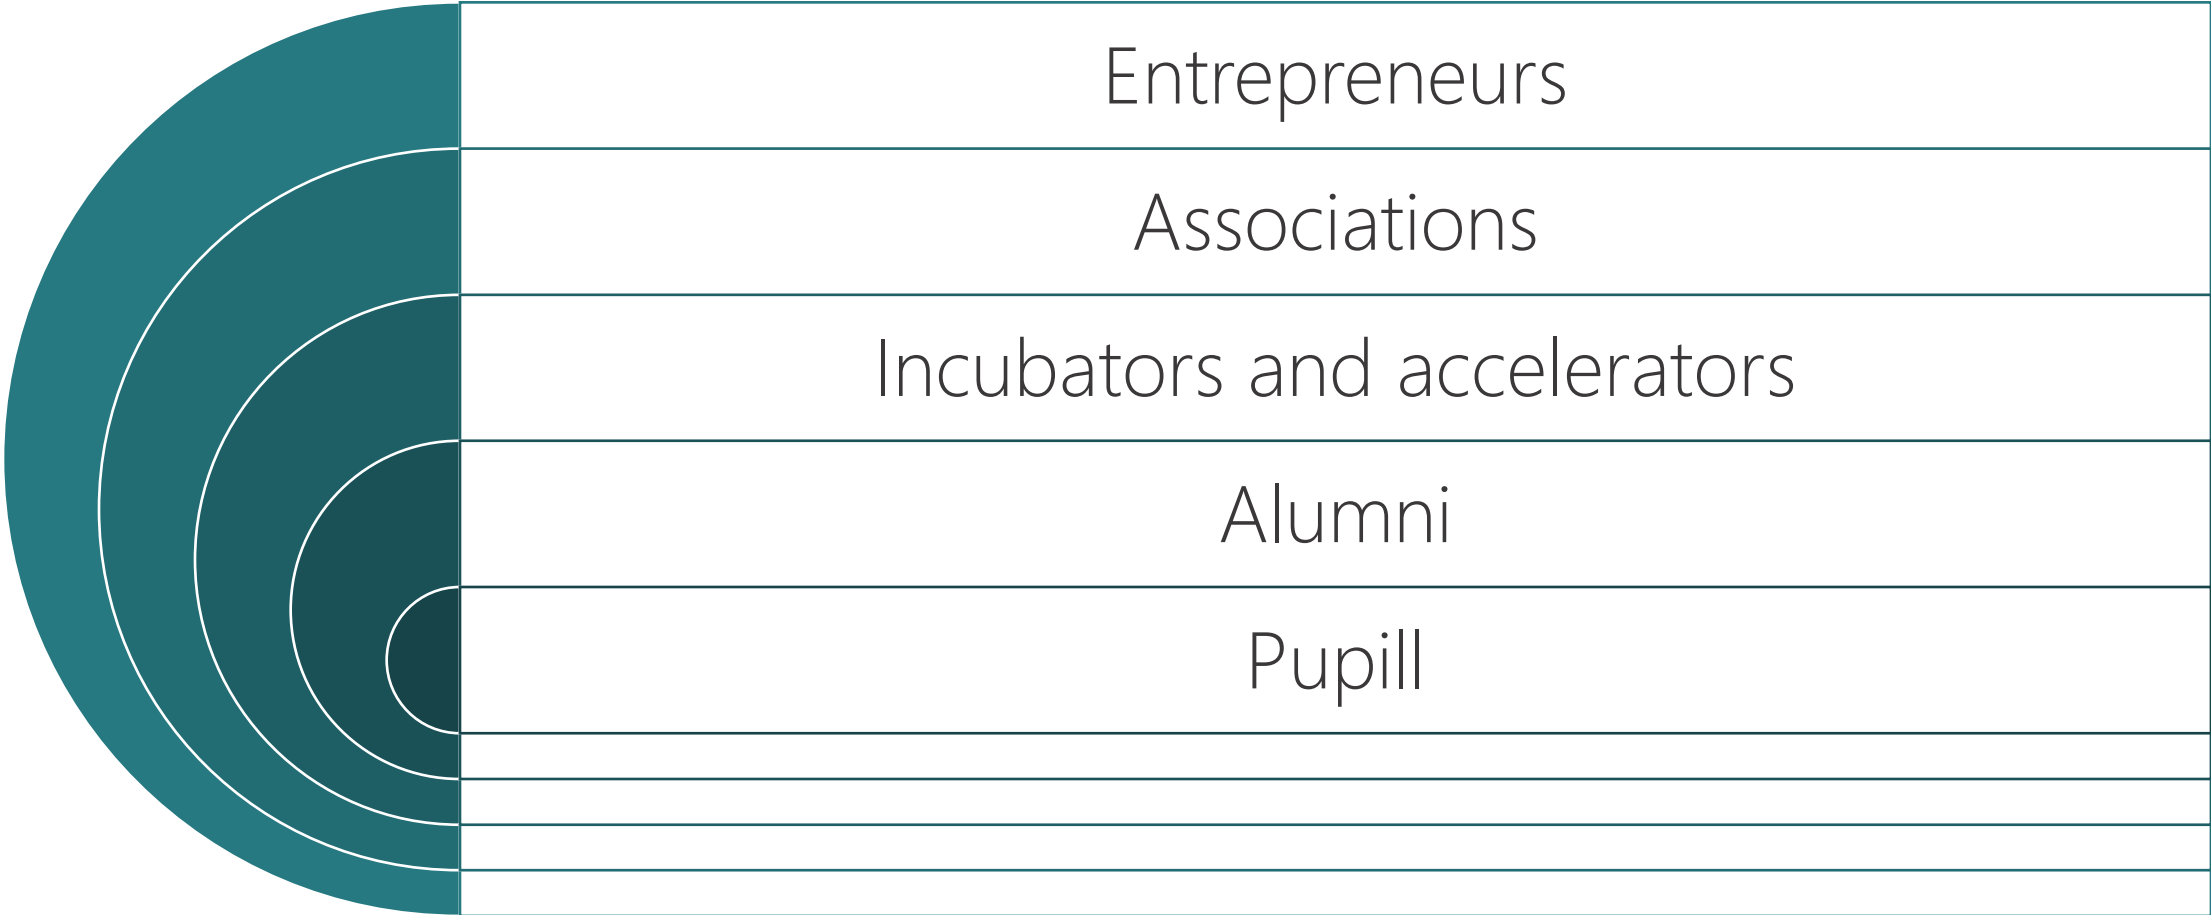 Entrepreneurs
Associations
Incubators and accelerators
Alumni
Pupill